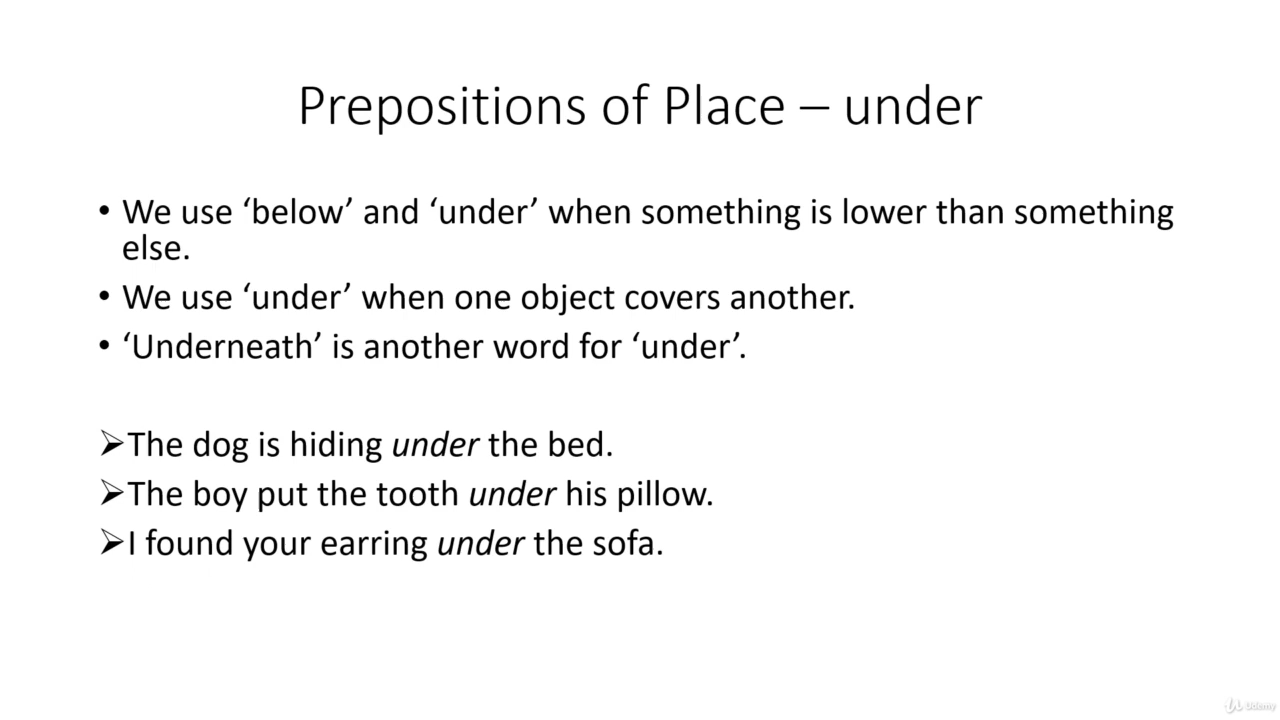 Prepositions of Place – under
• We use ‘below’ and ‘under’ when something is lower than something
else.
• We use ‘under’ when one object covers another.
• ‘Underneath’ is another word for ‘under’.
➢The dog is hiding under the bed.
➢The boy put the tooth under his pillow.
➢I found your earring under the sofa.
Udemy